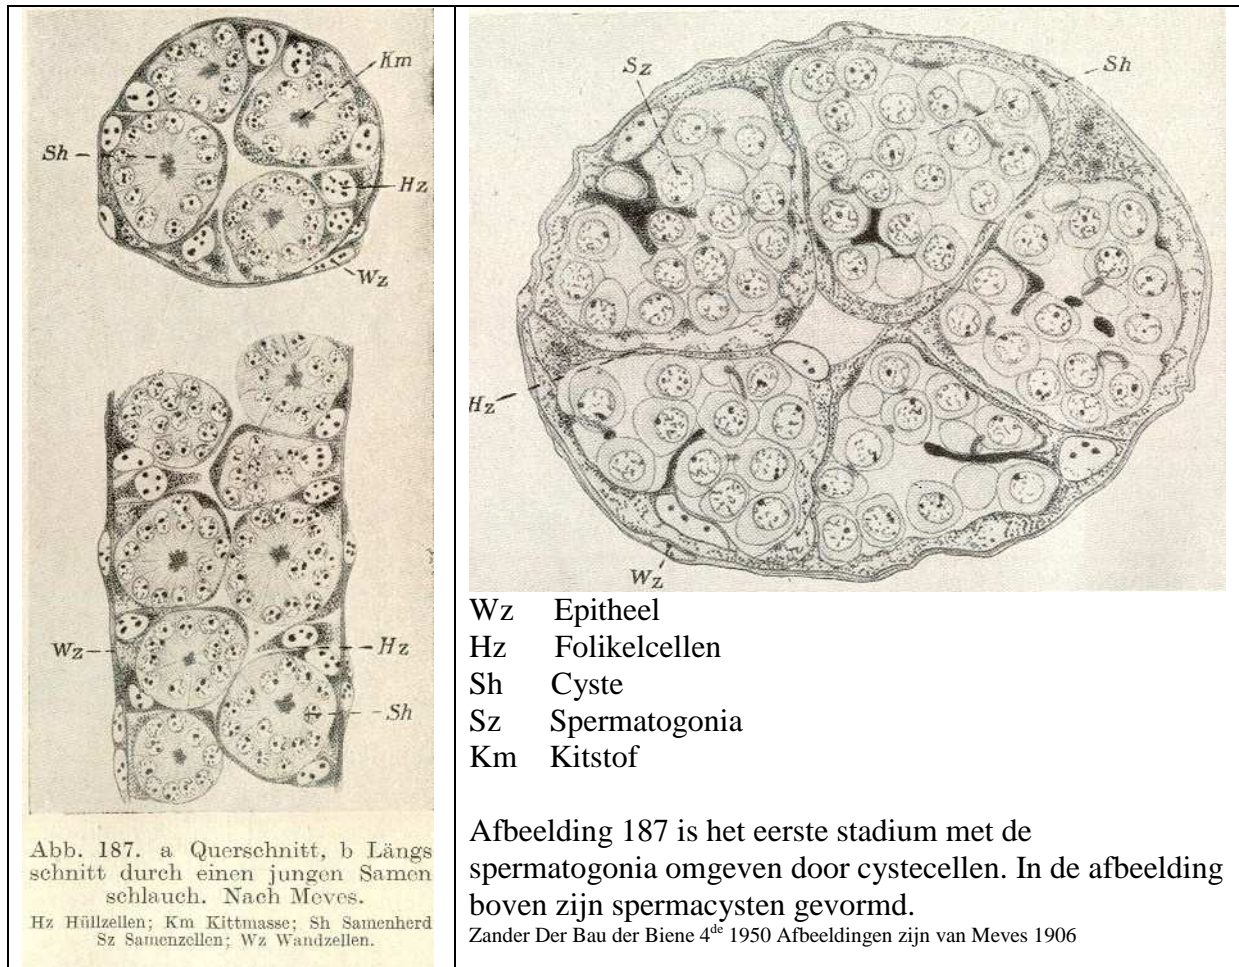 Km
Sh
Hz
Wz
Wz
Hz
Sh
Abb. 187. a Querschnitt, b Längs
schnitt durch einen jungen Samen
schlauch. Nach Meves.
Hz Hüllzellen; Km Kittmasse; Sh Samenherd
Sz Samenzellen; Wz Wandzellen.
Sz
Sh
Hz
Wz
Wz Epitheel
Hz Folikelcellen
Sh Cyste
Sz Spermatogonia
Km Kitstof
Afbeelding 187 is het eerste stadium met de
spermatogonia omgeven door cystecellen. In de afbeelding
boven zijn spermacysten gevormd.
Zander Der Bau der Biene 4de 1950 Afbeeldingen zijn van Meves 1906